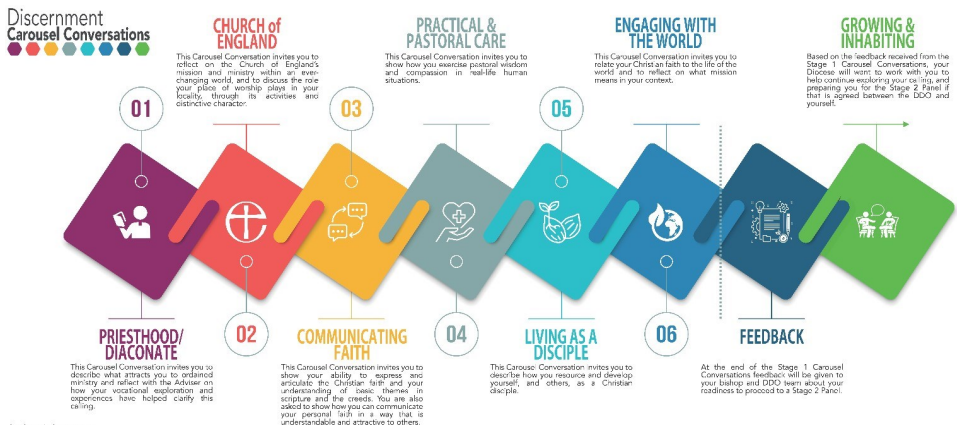 Discernment
Carousel Conversations
CHURCH of
ENGLAND
This Carousel Conversation invites you to
reflect on the Church of England's
mission and ministry within an ever-
changing world, and to discuss the role
your place of worship plays in your
locality, through its activities and
distinctive character.
PRACTICAL &
PASTORAL CARE
This Carousel Conversation invites you to
show how you exercise pastoral wisdom
and compassion in real-life human
situations.
ENGAGING WITH
THE WORLD
This Carousel Conversation invites you to
relate your Christian faith to the life of the
world and to reflect on what mission
means in your context.
GROWING &
INHABITING
Based on the feedback received from the
Stage 1 Carousel Conversations, your
Diocese will want to work with you to
help continue exploring your calling, and
preparing you for the Stage 2 Panel if
that is agreed between the DDO and
yourself.
01
03
05
02
04
06
PRIESTHOOD/
DIACONATE
This Carousel Conversation invites you to
describe what attracts you to ordained
ministry and reflect with the Adviser on
how your vocational exploration and
experiences have helped clarify this
calling.
COMMUNICATING
FAITH
This Carousel Conversation invites you to
show your ability to express and
articulate the Christian faith and your
understanding of basic themes in
scripture and the creeds. You are also
asked to show how you can communicate
your personal faith in a way that is
understandable and attractive to others.
LIVING AS A
DISCIPLE
This Carousel Conversation invites you to
describe how you resource and develop
yourself, and others, as a Christian
disciple.
FEEDBACK
At the end of the Stage 1 Carousel
Conversations feedback will be given to
your bishop and DDO team about your
readiness to proceed to a Stage 2 Panel.